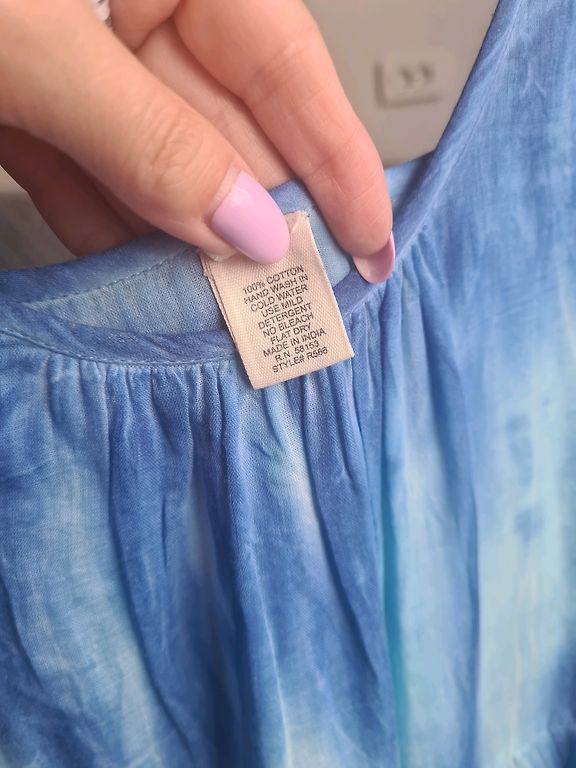 100% COTTON
HAND WASH IN
COLD WATER
USE MILD
DETERGENT
NO BLEACH
FLAT DRY
MADE IN INDIA
R.N. 58153
STYLE# R566